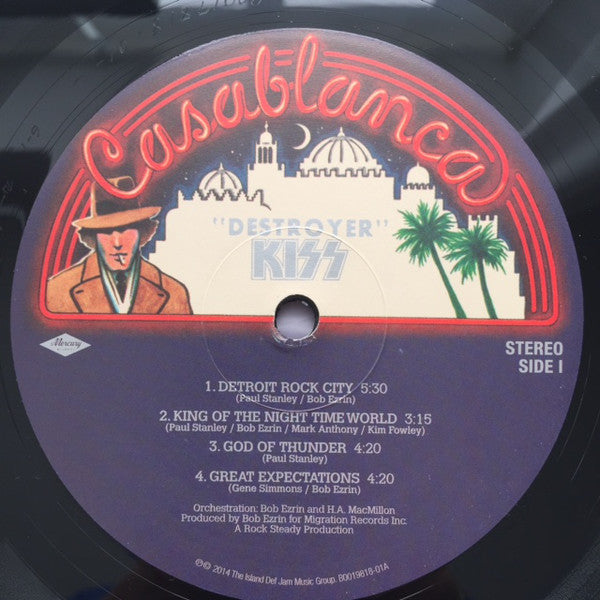 Casablanca
"DESTROYER"
KISS
Mercury
STEREO
SIDE I
1. DETROIT ROCK CITY 5:30
(Paul Stanley / Bob Ezrin)
2. KING OF THE NIGHT TIME WORLD 3:15
(Paul Stanley / Bob Ezrin / Mark Anthony / Kim Fowley)
3. GOD OF THUNDER 4:20
(Paul Stanley)
4. GREAT EXPECTATIONS 4:20
(Gene Simmons / Bob Ezrin)
Orchestration: Bob Ezrin and H.A. MacMillon
Produced by Bob Ezrin for Migration Records Inc.
A Rock Steady Production
℗© 2014 The Island Def Jam Music Group. B0019818-01A